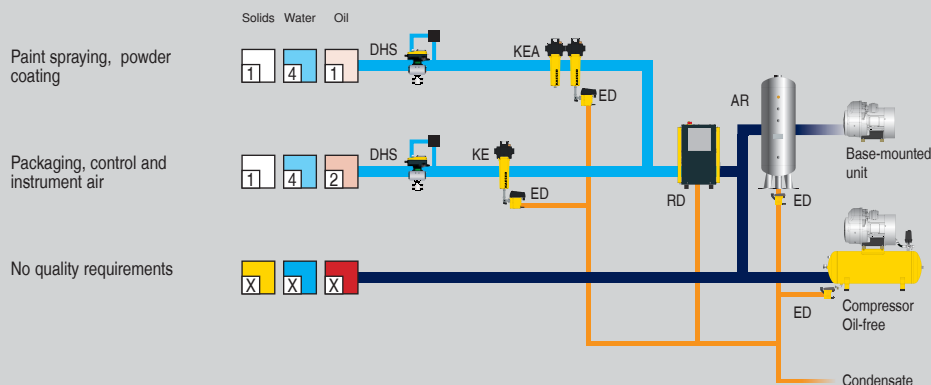 Solids Water Oil
Paint spraying, powder
coating
1 4 1
DHS
KEA
ED
AR
Base-mounted
unit
Packaging, control and
instrument air
1 4 2
DHS
KE
ED
RD
ED
No quality requirements
X X X
ED
Compressor
Oil-free
Condensate